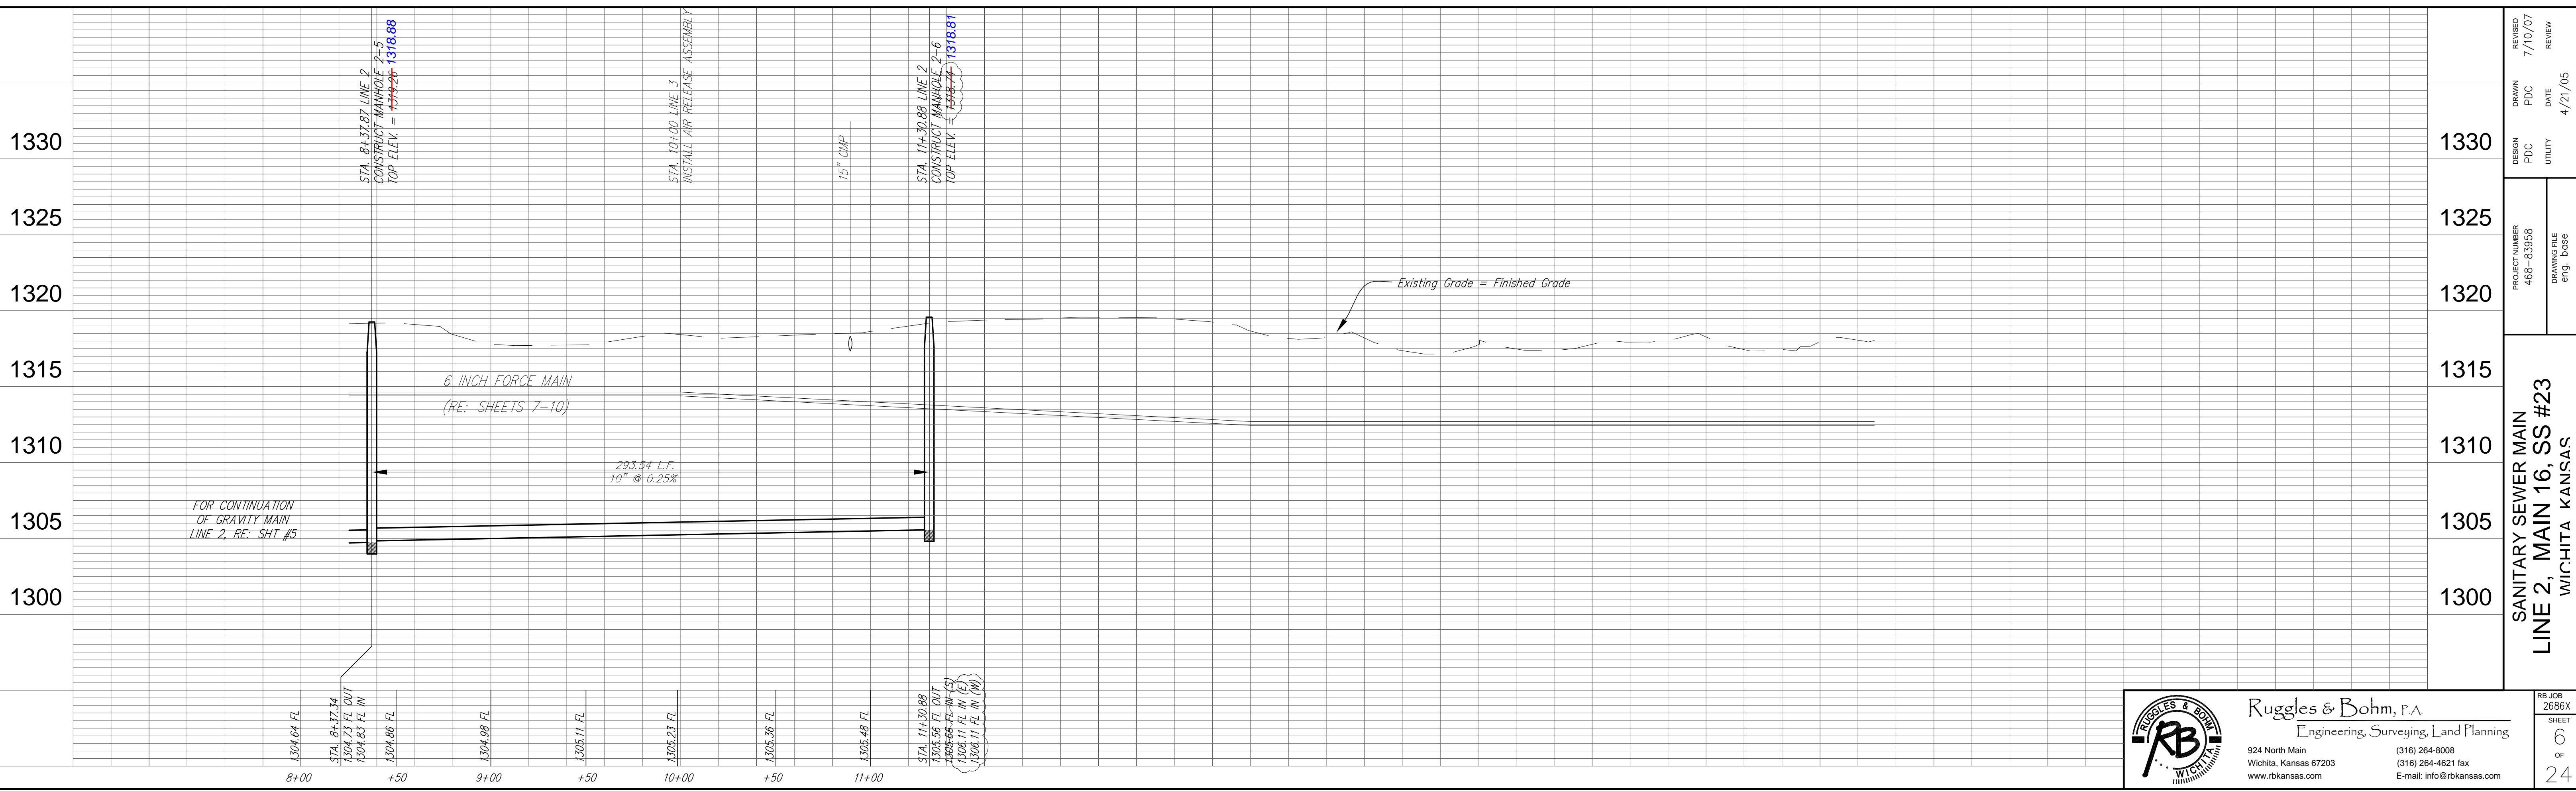 STA. 8+37.87 LINE 2
CONSTRUCT MANHOLE 2-5
TOP ELEV. = 1319.26 1318.88
STA. 10+00 LINE 3
INSTALL AIR RELEASE ASSEMBLY
15" CMP
STA. 11+30.88 LINE 2
CONSTRUCT MANHOLE 2-6
TOP ELEV. = 1318.74 1318.81
1330
1325
1320
1315
1310
1305
1300
1330
1325
1320
1315
1310
1305
1300
Existing Grade = Finished Grade
6 INCH FORCE MAIN
(RE: SHEETS 7-10)
293.54 L.F.
10" @ 0.25%
FOR CONTINUATION
OF GRAVITY MAIN
LINE 2, RE: SHT #5
1304.64 FL
STA. 8+37.34
1304.73 FL OUT
1304.83 FL IN
1304.86 FL
1304.98 FL
1305.11 FL
1305.23 FL
1305.36 FL
1305.48 FL
STA. 11+30.88
1305.56 FL OUT
1305.66 FL IN (S)
1306.11 FL IN (E)
1306.11 FL IN (W)
8+00
+50
9+00
+50
10+00
+50
11+00
REVISED
7/10/07
REVIEW
DRAWN
PDC
DATE
4/21/05
DESIGN
PDC
UTILITY
PROJECT NUMBER
468-83958
DRAWING FILE
eng. base
SANITARY SEWER MAIN
LINE 2, MAIN 16, SS #23
WICHITA, KANSAS
RUGGLES & BOHM
RB
WICHITA
Ruggles & Bohm, P.A.
Engineering, Surveying, Land Planning
924 North Main
Wichita, Kansas 67203
www.rbkansas.com
(316) 264-8008
(316) 264-4621 fax
E-mail: info@rbkansas.com
RB JOB
2686X
SHEET
6
OF
24